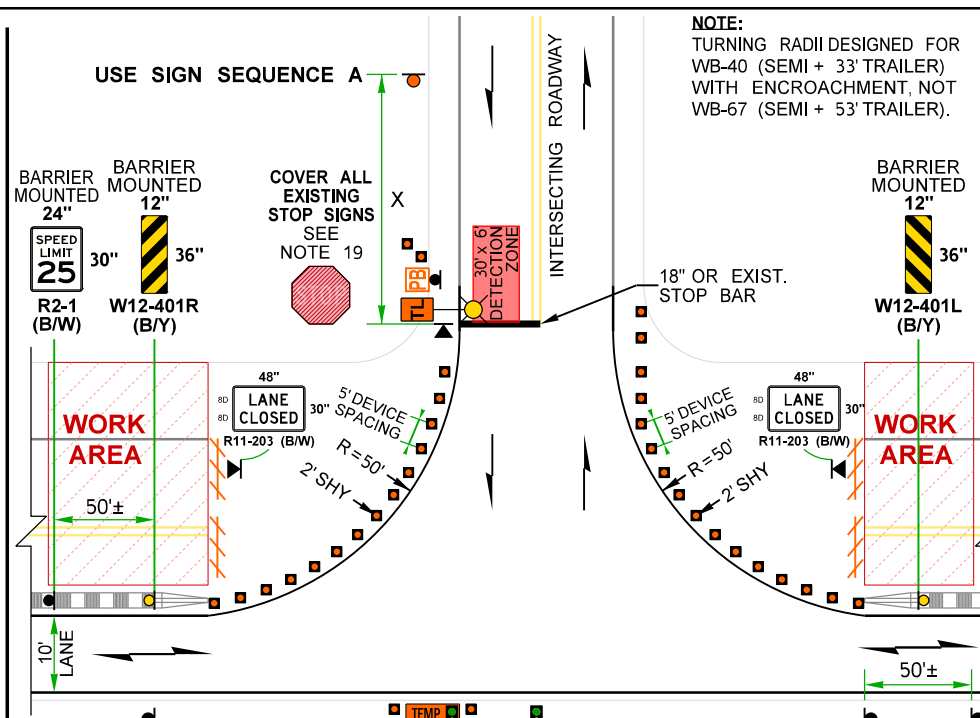 NOTE:
TURNING RADII DESIGNED FOR
WB-40 (SEMI + 33' TRAILER)
WITH ENCROACHMENT, NOT
WB-67 (SEMI + 53' TRAILER).
USE SIGN SEQUENCE A
X
INTERSECTING ROADWAY
BARRIER
MOUNTED
24"
SPEED
LIMIT
25
30"
R2-1
(B/W)
BARRIER
MOUNTED
12"
36"
W12-401R
(B/Y)
COVER ALL
EXISTING
STOP SIGNS
SEE
NOTE 19
STOP
PB
TL
30' x 6'
DETECTION
ZONE
18" OR EXIST.
STOP BAR
BARRIER
MOUNTED
12"
36"
W12-401L
(B/Y)
WORK
AREA
48"
8D
8D
LANE
CLOSED
30"
R11-203 (B/W)
5' DEVICE
SPACING
R = 50'
2' SHY
5' DEVICE
SPACING
R = 50'
2' SHY
48"
8D
8D
LANE
CLOSED
30"
R11-203 (B/W)
WORK
AREA
50'±
10'
LANE
50'±
TEMP